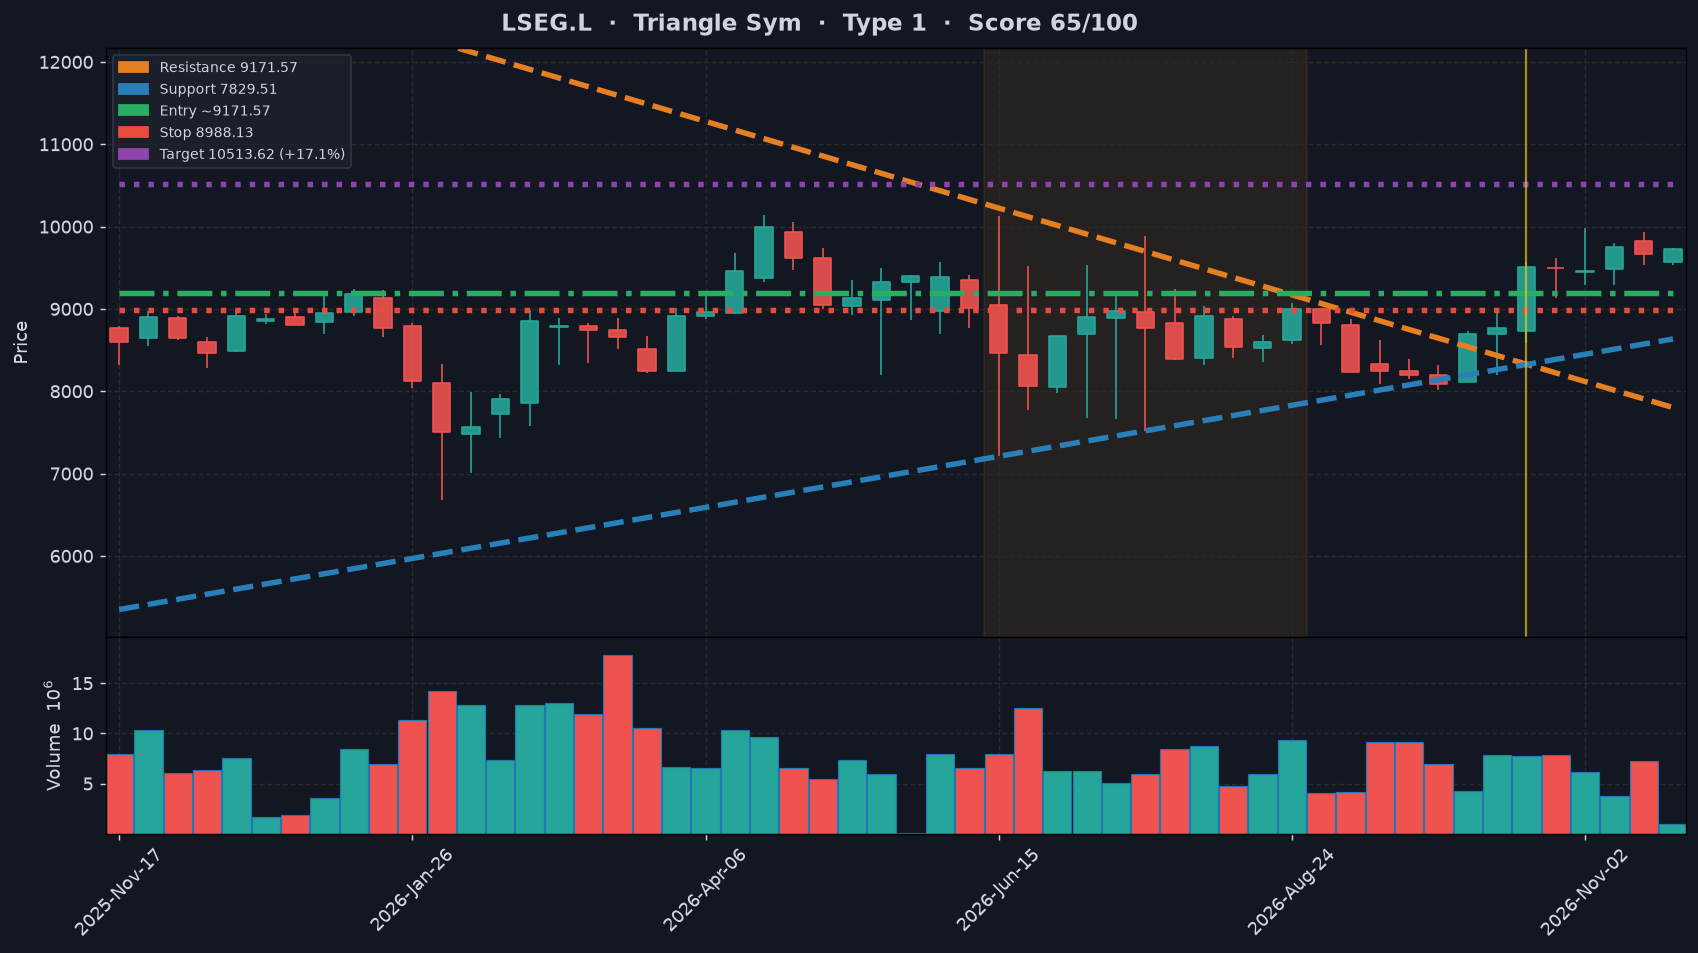 LSEG.L · Triangle Sym · Type 1 · Score 65/100
Resistance 9171.57
Support 7829.51
Entry ~9171.57
Stop 8988.13
Target 10513.62 (+17.1%)
12000
11000
10000
9000
8000
7000
6000
Price
15
10
5
Volume 10⁶
2025-Nov-17
2026-Jan-26
2026-Apr-06
2026-Jun-15
2026-Aug-24
2026-Nov-02